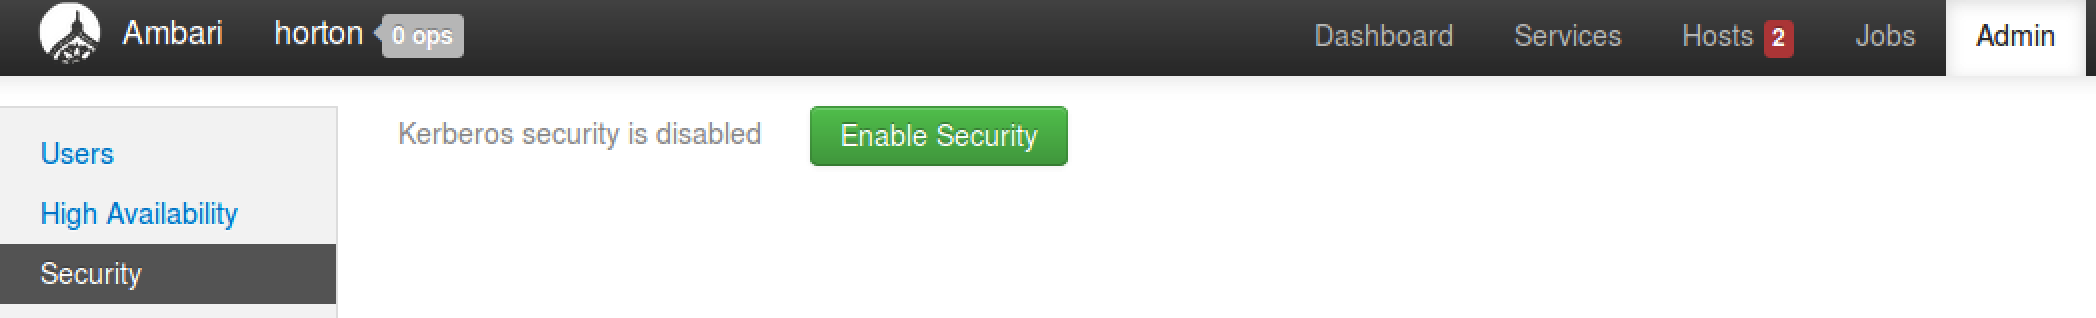 Ambari horton 0 ops Dashboard Services Hosts 2 Jobs Admin
Users
High Availability
Security
Kerberos security is disabled Enable Security